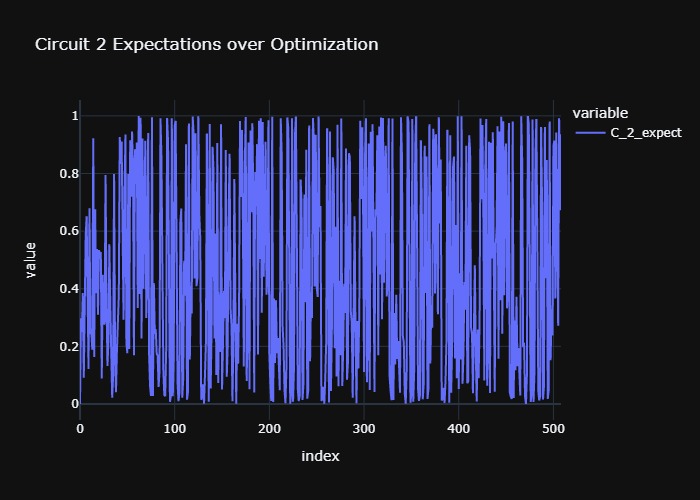 Circuit 2 Expectations over Optimization
variable
C_2_expect
1
0.8
0.6
0.4
0.2
0
value
0
100
200
300
400
500
index